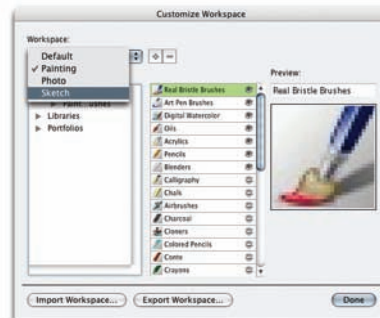 Customize Workspace
Workspace:
Default
✓ Painting
Photo
Sketch
Libraries
Portfolios
Real Bristle Brushes
Art Pen Brushes
Digital Watercolor
Oils
Acrylics
Pencils
Blenders
Calligraphy
Chalk
Airbrushes
Charcoal
Cloners
Colored Pencils
Conte
Crayons
Preview:
Real Bristle Brushes
Import Workspace...
Export Workspace...
Done